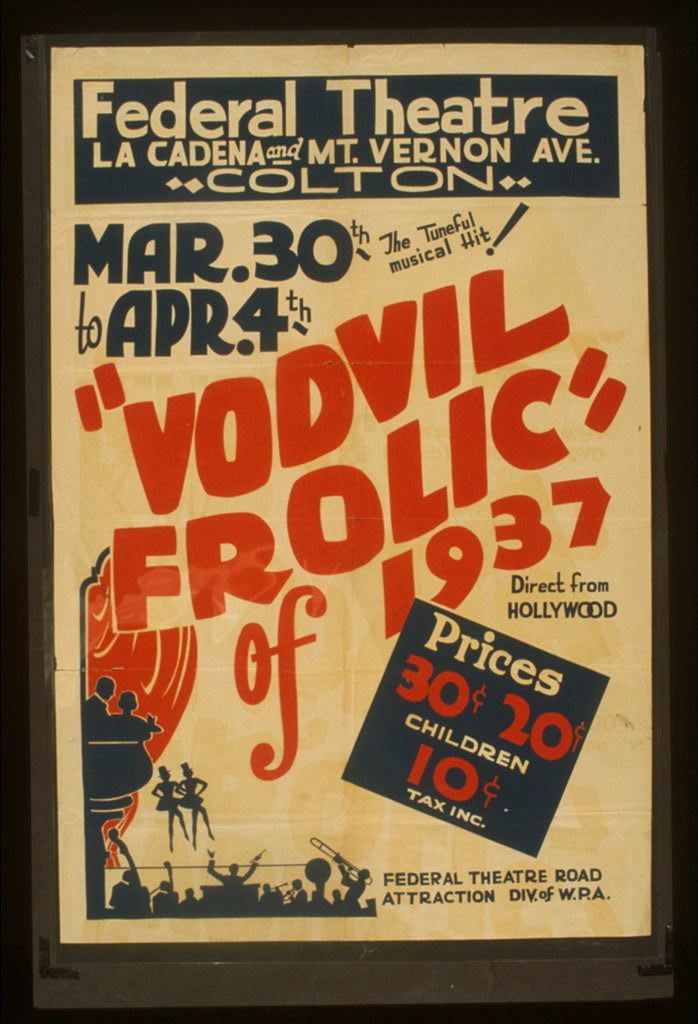 Federal Theatre
LA CADENA and MT. VERNON AVE.
COLTON
MAR. 30th
to APR. 4th
The Tuneful
musical Hit!
"VODVIL
FROLIC"
of 1937
Direct from
HOLLYWOOD
Prices
30¢ 20¢
CHILDREN
10¢
TAX INC.
FEDERAL THEATRE ROAD
ATTRACTION DIV. of W.P.A.